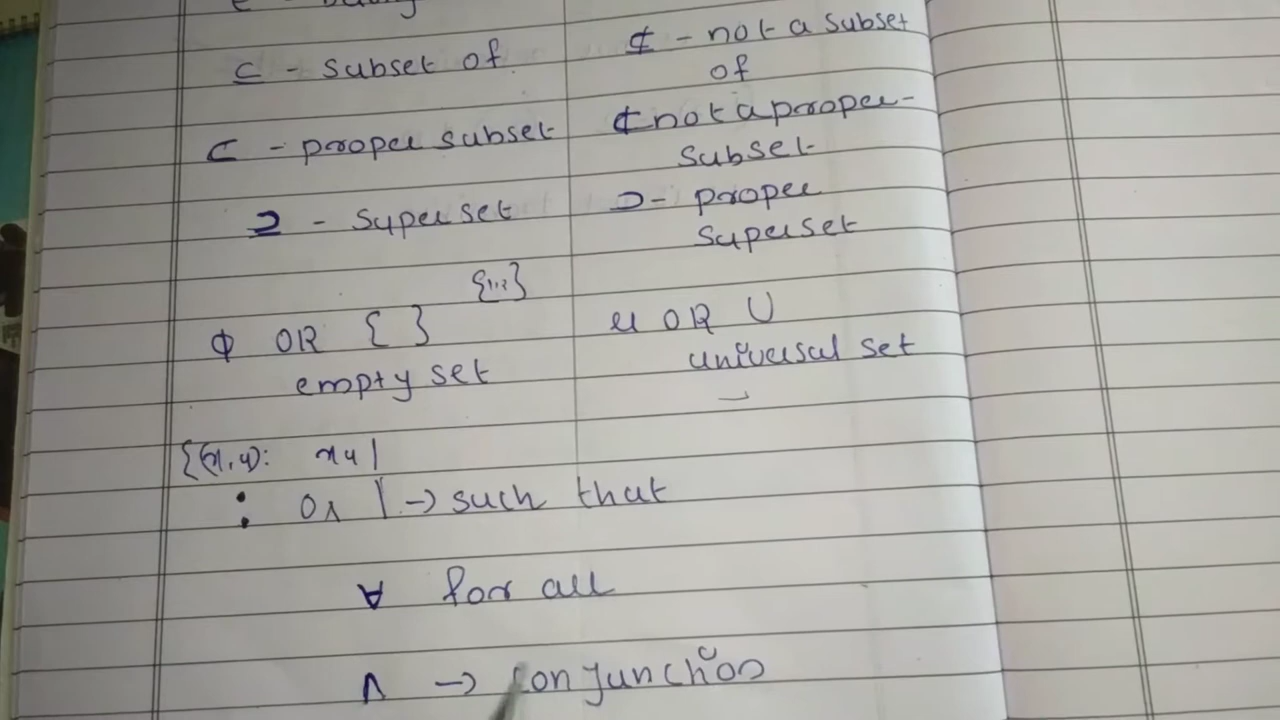 ⊆ - subset of
⊄ - not a subset
of
⊂ - proper subset
⊄ not a proper-
subset
⊇ - superset
⊃- proper
superset
{1,2}
ϕ OR { }
empty set
u OR U
universal set
{(x,y): xy|
: or | → such that
∀ for all
∧ → conjunction